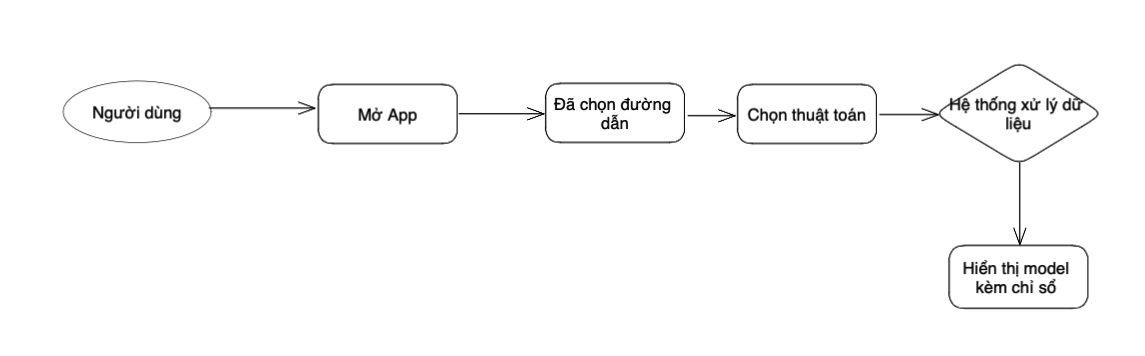 Người dùng
Mở App
Đã chọn đường
dẫn
Chọn thuật toán
Hệ thống xử lý dữ
liệu
Hiển thị model
kèm chỉ sổ